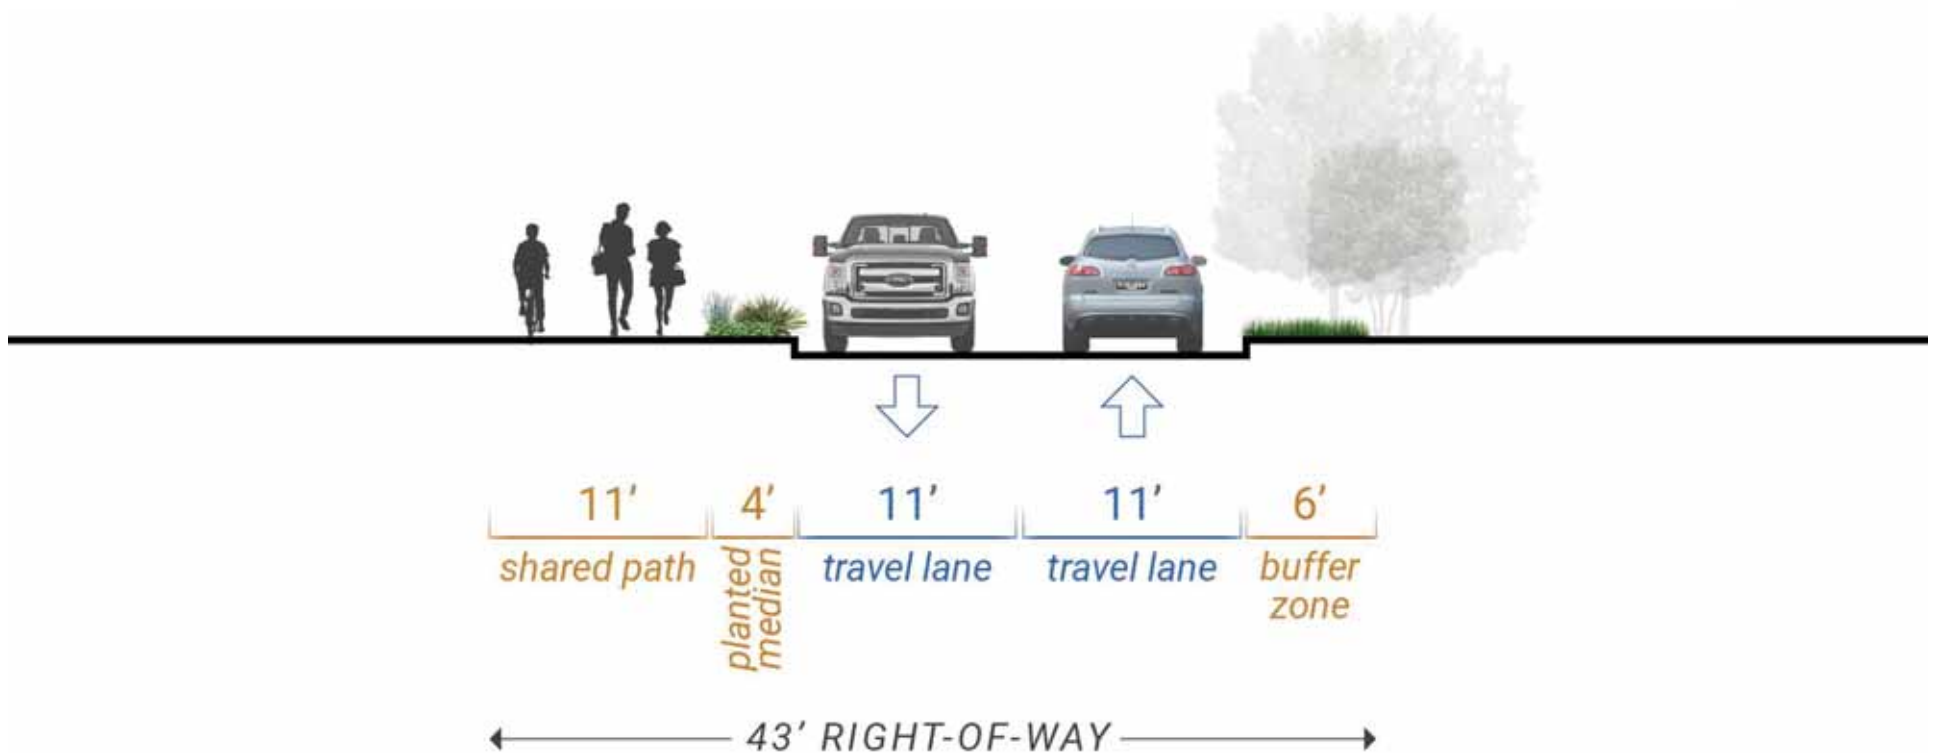 11’
4’
11’
11’
6’
shared path
planted
median
travel lane
travel lane
buffer
zone
43’ RIGHT-OF-WAY